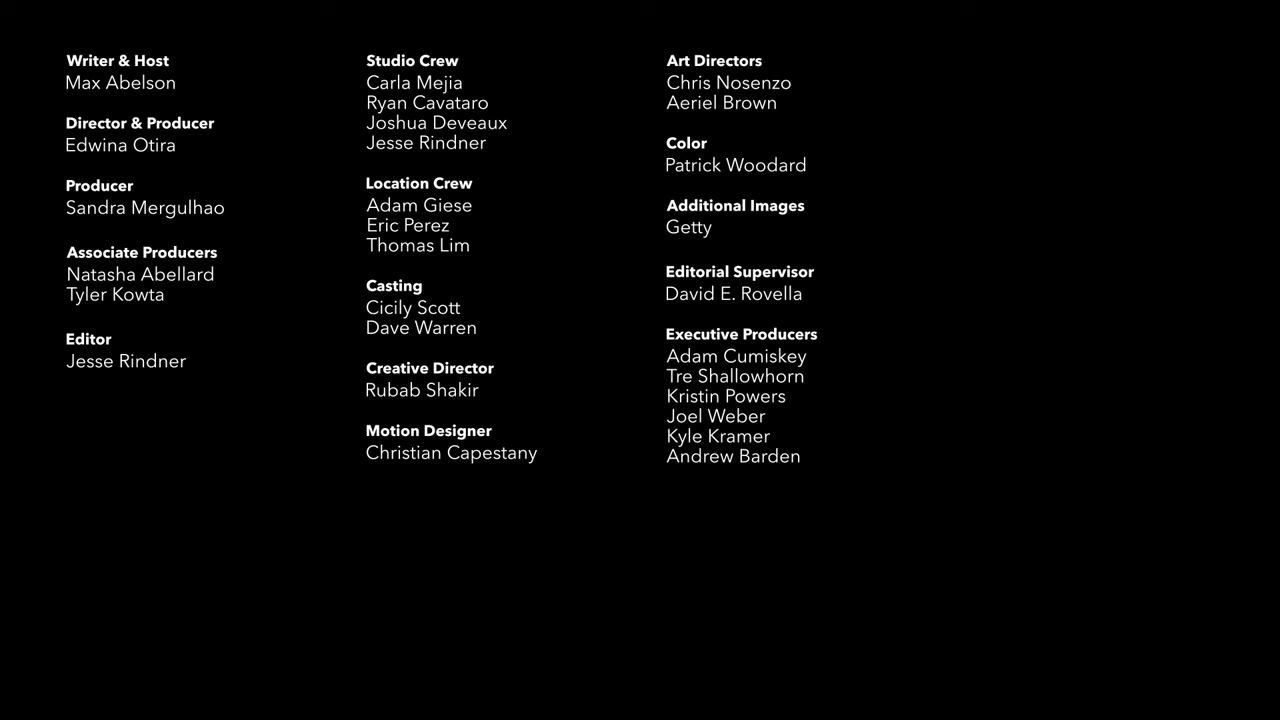 Writer & Host
Max Abelson
Director & Producer
Edwina Otira
Producer
Sandra Mergulhao
Associate Producers
Natasha Abellard
Tyler Kowta
Editor
Jesse Rindner
Studio Crew
Carla Mejia
Ryan Cavataro
Joshua Deveaux
Jesse Rindner
Location Crew
Adam Giese
Eric Perez
Thomas Lim
Casting
Cicily Scott
Dave Warren
Creative Director
Rubab Shakir
Motion Designer
Christian Capestany
Art Directors
Chris Nosenzo
Aeriel Brown
Color
Patrick Woodard
Additional Images
Getty
Editorial Supervisor
David E. Rovella
Executive Producers
Adam Cumiskey
Tre Shallowhorn
Kristin Powers
Joel Weber
Kyle Kramer
Andrew Barden